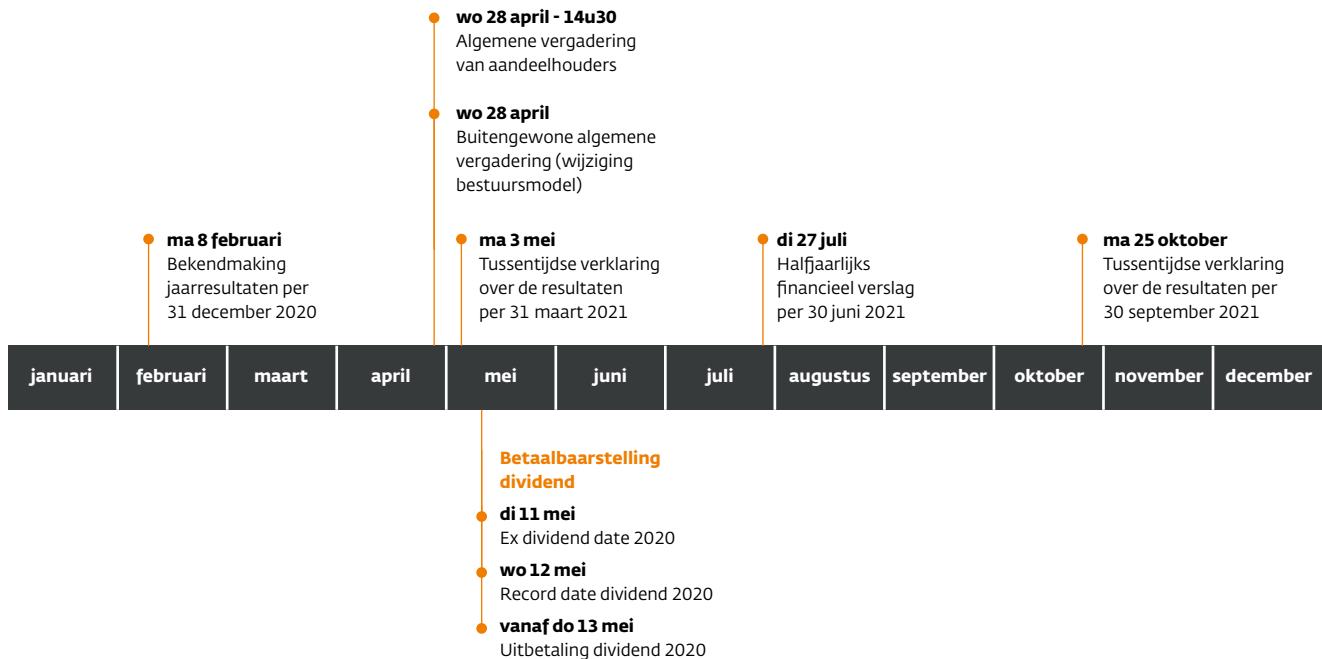 wo 28 april - 14u30
Algemene vergadering
van aandeelhouders
wo 28 april
Buitengewone algemene
vergadering (wijziging
bestuursmodel)
ma 8 februari
Bekendmaking
jaarresultaten per
31 december 2020
ma 3 mei
Tussentijdse verklaring
over de resultaten
per 31 maart 2021
di 27 juli
Halfjaarlijks
financieel verslag
per 30 juni 2021
ma 25 oktober
Tussentijdse verklaring
over de resultaten per
30 september 2021
januari februari maart april mei juni juli augustus september oktober november december
Betaalbaarstelling
dividend
di 11 mei
Ex dividend date 2020
wo 12 mei
Record date dividend 2020
vanaf do 13 mei
Uitbetaling dividend 2020